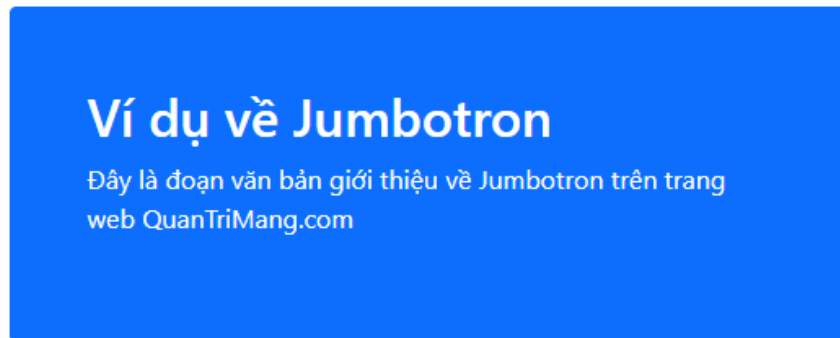 Ví dụ về Jumbotron
Đây là đoạn văn bản giới thiệu về Jumbotron trên trang
web QuanTriMang.com